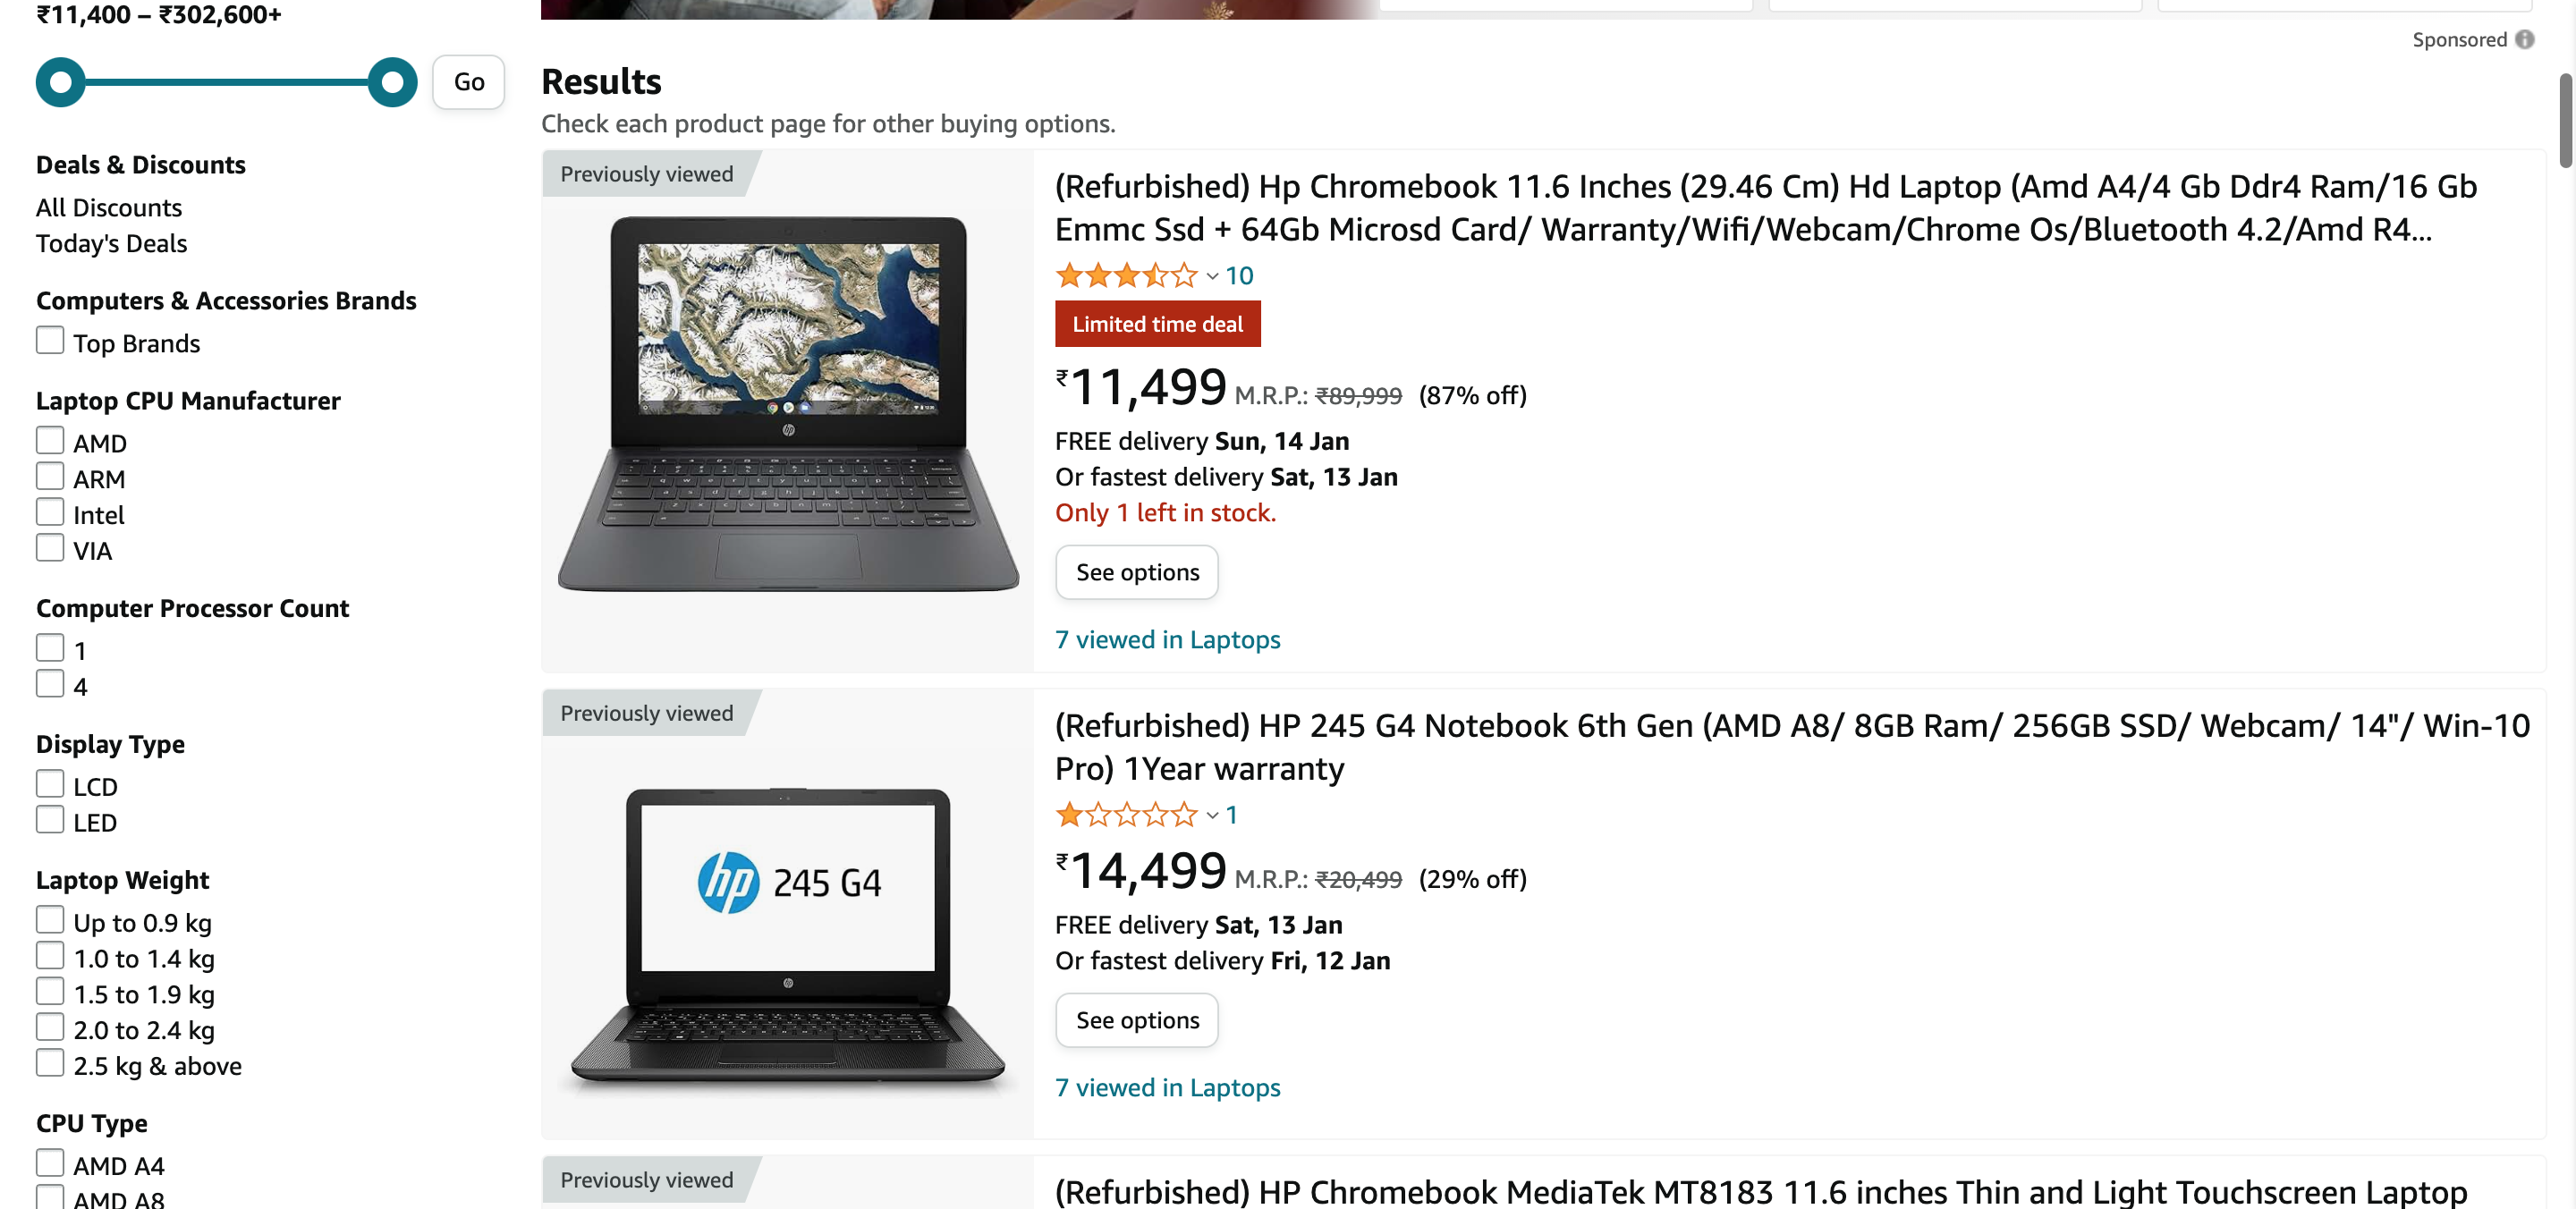 ₹11,400 – ₹302,600+
Go
Deals & Discounts
All Discounts
Today's Deals
Computers & Accessories Brands
Top Brands
Laptop CPU Manufacturer
AMD
ARM
Intel
VIA
Computer Processor Count
1
4
Display Type
LCD
LED
Laptop Weight
Up to 0.9 kg
1.0 to 1.4 kg
1.5 to 1.9 kg
2.0 to 2.4 kg
2.5 kg & above
CPU Type
AMD A4
AMD A8
Sponsored
Results
Check each product page for other buying options.
Previously viewed
(Refurbished) Hp Chromebook 11.6 Inches (29.46 Cm) Hd Laptop (Amd A4/4 Gb Ddr4 Ram/16 Gb
Emmc Ssd + 64Gb Microsd Card/ Warranty/Wifi/Webcam/Chrome Os/Bluetooth 4.2/Amd R4...
10
Limited time deal
₹11,499 M.R.P.: ₹89,999 (87% off)
FREE delivery Sun, 14 Jan
Or fastest delivery Sat, 13 Jan
Only 1 left in stock.
See options
7 viewed in Laptops
Previously viewed
hp 245 G4
(Refurbished) HP 245 G4 Notebook 6th Gen (AMD A8/ 8GB Ram/ 256GB SSD/ Webcam/ 14"/ Win-10
Pro) 1Year warranty
1
₹14,499 M.R.P.: ₹20,499 (29% off)
FREE delivery Sat, 13 Jan
Or fastest delivery Fri, 12 Jan
See options
7 viewed in Laptops
Previously viewed
(Refurbished) HP Chromebook MediaTek MT8183 11.6 inches Thin and Light Touchscreen Laptop